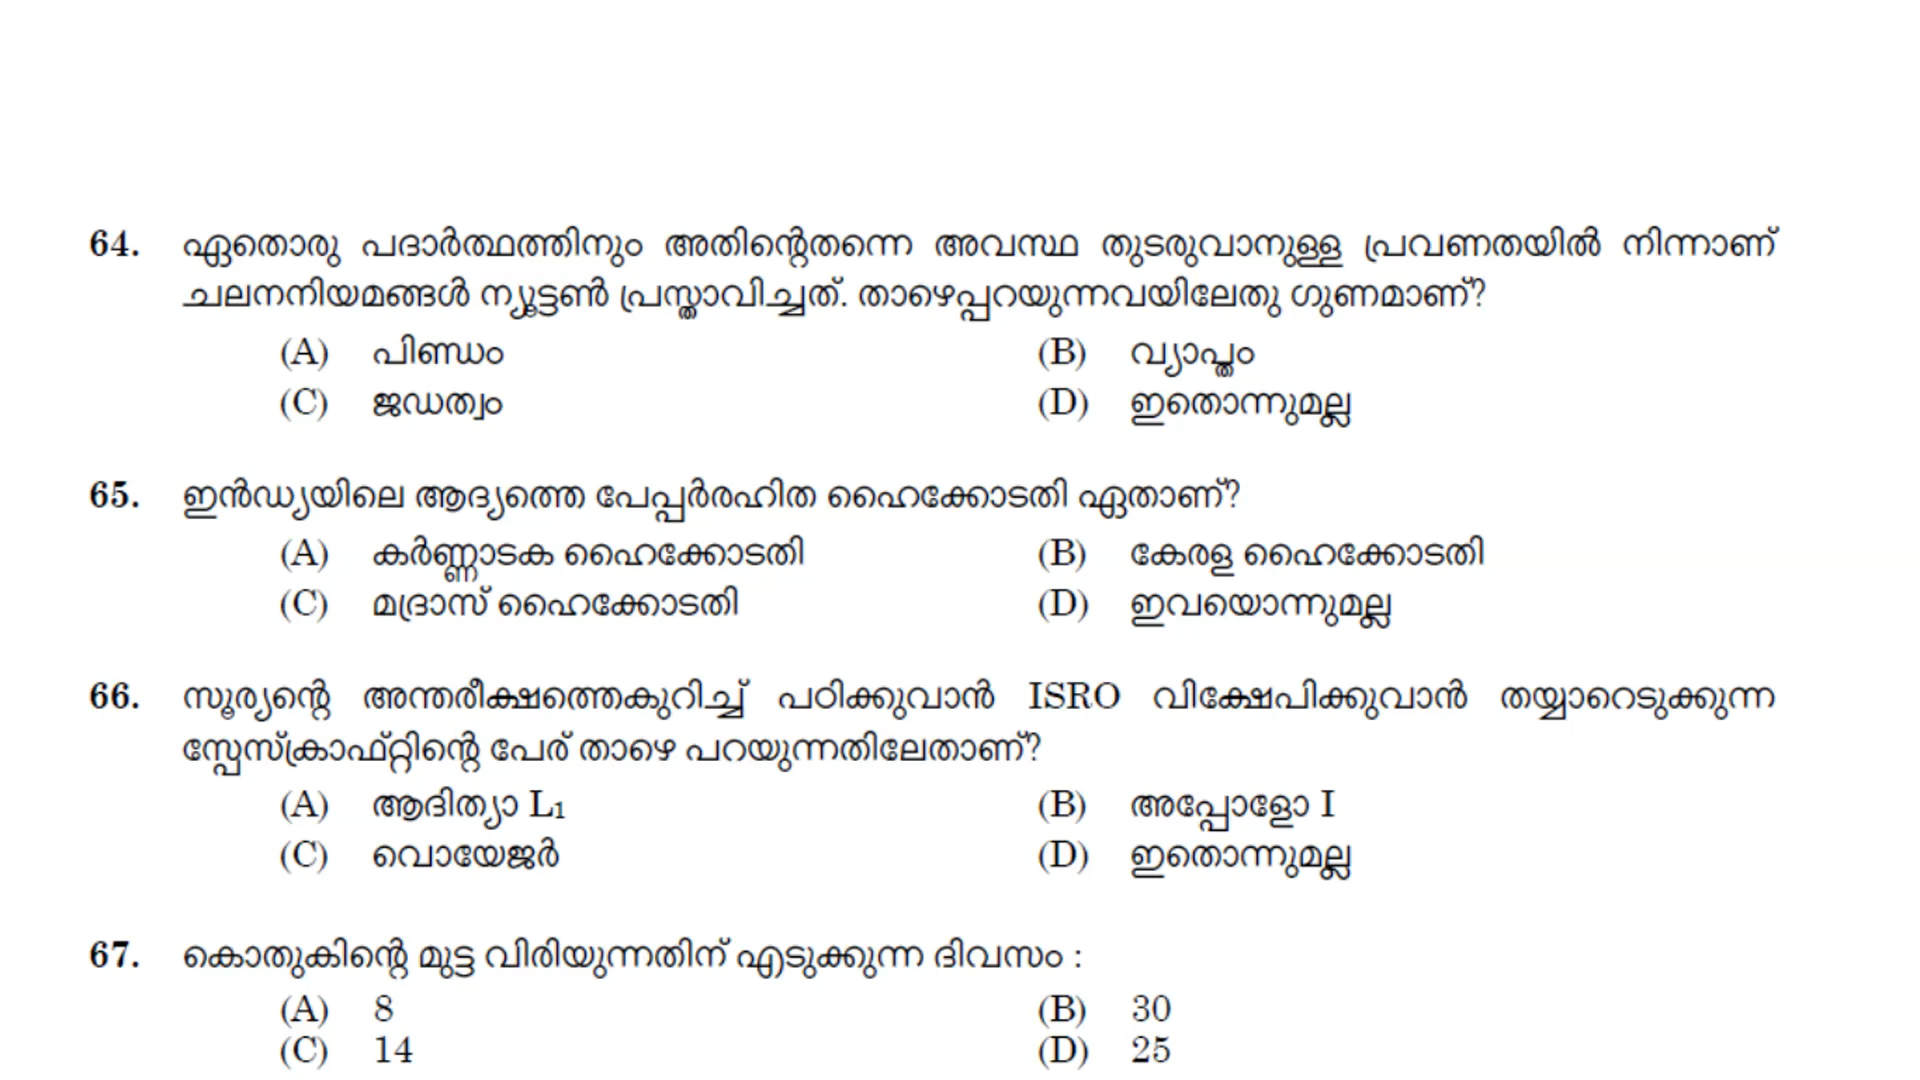 64. ഏതൊരു പദാർത്ഥത്തിനും അതിന്റെതന്നെ അവസ്ഥ തുടരുവാനുള്ള പ്രവണതയിൽ നിന്നാണ്
ചലനനിയമങ്ങൾ ന്യൂട്ടൺ പ്രസ്താവിച്ചത്. താഴെപ്പറയുന്നവയിലേതു ഗുണമാണ്?
(A) പിണ്ഡം (B) വ്യാപ്തം
(C) ജഡത്വം (D) ഇതൊന്നുമല്ല
65. ഇൻഡ്യയിലെ ആദ്യത്തെ പേപ്പർരഹിത ഹൈക്കോടതി ഏതാണ്?
(A) കർണ്ണാടക ഹൈക്കോടതി (B) കേരള ഹൈക്കോടതി
(C) മദ്രാസ് ഹൈക്കോടതി (D) ഇവയൊന്നുമല്ല
66. സൂര്യന്റെ അന്തരീക്ഷത്തെകുറിച്ച് പഠിക്കുവാൻ ISRO വിക്ഷേപിക്കുവാൻ തയ്യാറെടുക്കുന്ന
സ്പേസ്ക്രാഫ്റ്റിന്റെ പേര് താഴെ പറയുന്നതിലേതാണ്?
(A) ആദിത്യാ L₁ (B) അപ്പോളോ I
(C) വൊയേജർ (D) ഇതൊന്നുമല്ല
67. കൊതുകിന്റെ മുട്ട വിരിയുന്നതിന് എടുക്കുന്ന ദിവസം :
(A) 8 (B) 30
(C) 14 (D) 25